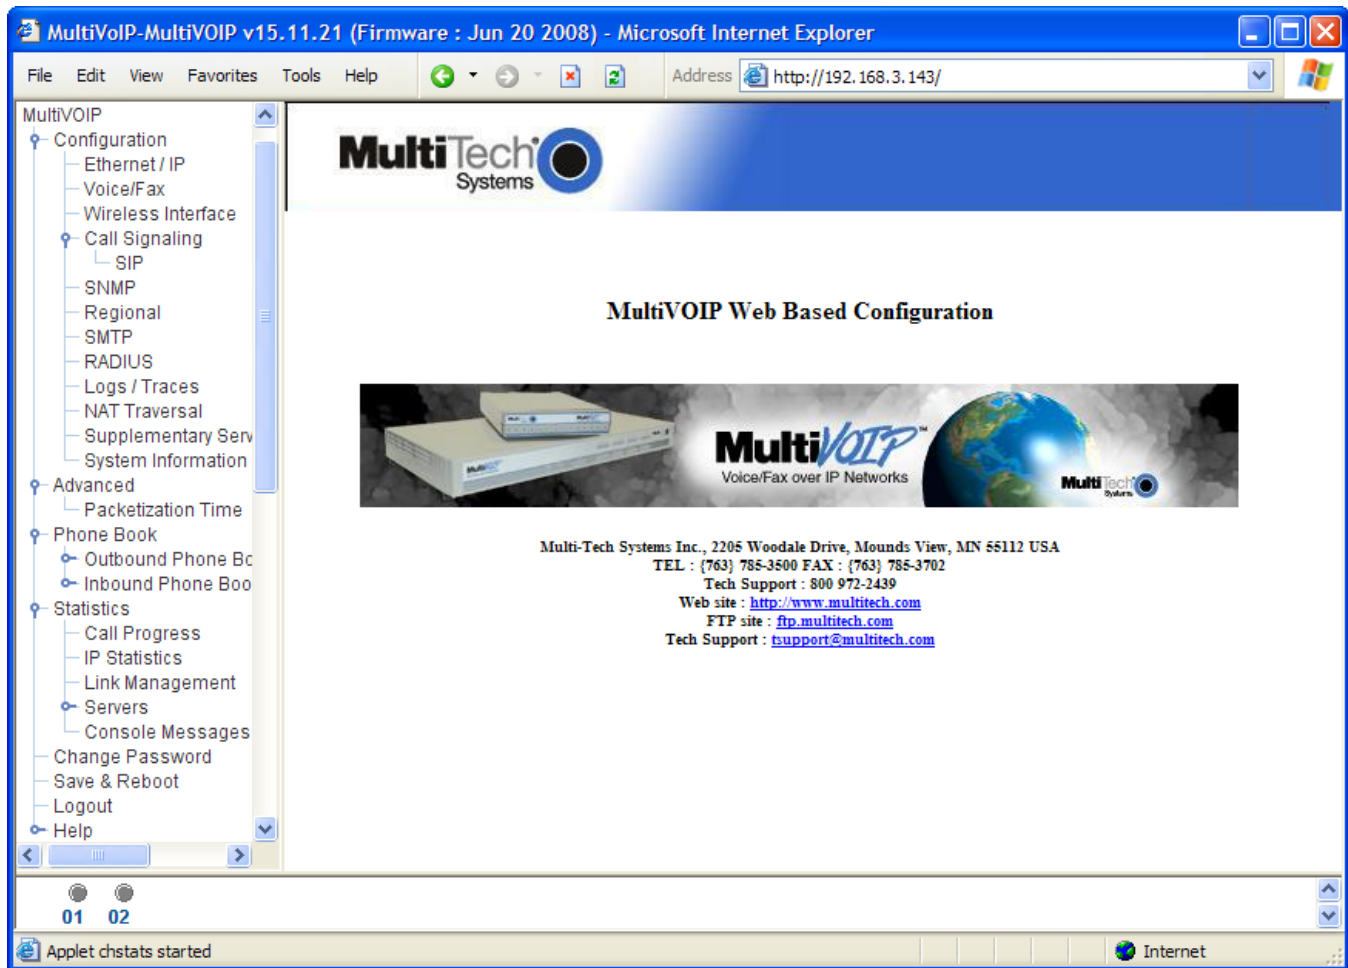 MultiVoIP-MultiVOIP v15.11.21 (Firmware : Jun 20 2008) - Microsoft Internet Explorer
File Edit View Favorites Tools Help Address http://192.168.3.143/
MultiVOIP
Configuration
Ethernet / IP
Voice/Fax
Wireless Interface
Call Signaling
SIP
SNMP
Regional
SMTP
RADIUS
Logs / Traces
NAT Traversal
Supplementary Serv
System Information
Advanced
Packetization Time
Phone Book
Outbound Phone Bo
Inbound Phone Boo
Statistics
Call Progress
IP Statistics
Link Management
Servers
Console Messages
Change Password
Save & Reboot
Logout
Help
MultiTech
Systems
MultiVOIP Web Based Configuration
MultiVOIP™
Voice/Fax over IP Networks
MultiTech
Systems
Multi-Tech Systems Inc., 2205 Woodale Drive, Mounds View, MN 55112 USA
TEL : {763} 785-3500 FAX : {763} 785-3702
Tech Support : 800 972-2439
Web site : http://www.multitech.com
FTP site : ftp.multitech.com
Tech Support : tsupport@multitech.com
01 02
Applet chstats started
Internet